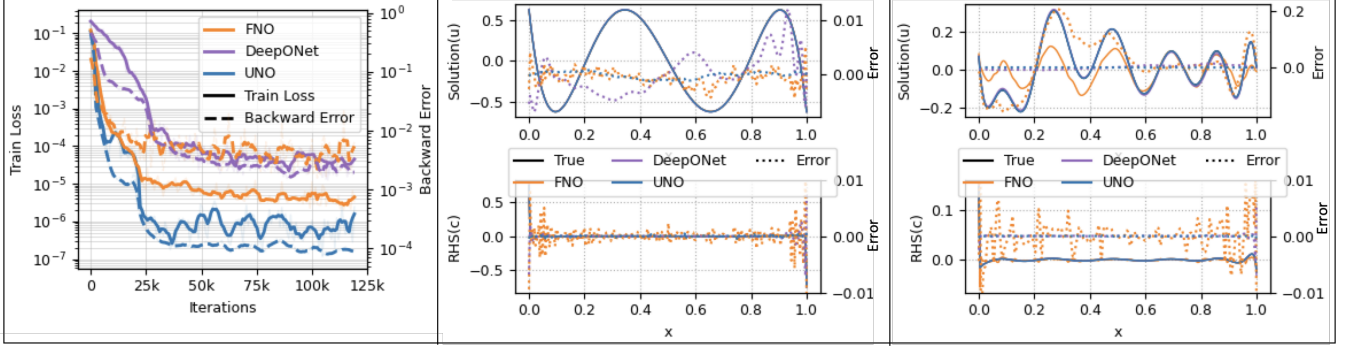 FNO
DeepONet
UNO
Train Loss
Backward Error
Train Loss
10⁻¹
10⁻²
10⁻³
10⁻⁴
10⁻⁵
10⁻⁶
10⁻⁷
10⁰
10⁻¹
10⁻²
10⁻³
10⁻⁴
Backward Error
0 25k 50k 75k 100k 125k
Iterations
Solution(u)
0.5
0.0
−0.5
0.01
0.00
Error
0.0 0.2 0.4 0.6 0.8 1.0
True DeepONet Error
FNO UNO
RHS(c)
0.5
0.0
−0.5
0.01
0.00
−0.01
Error
0.0 0.2 0.4 0.6 0.8 1.0
x
Solution(u)
0.2
0.0
−0.2
0.2
0.0
Error
0.0 0.2 0.4 0.6 0.8 1.0
True DeepONet Error
FNO UNO
RHS(c)
0.1
0.0
0.01
0.00
−0.01
Error
0.0 0.2 0.4 0.6 0.8 1.0
x